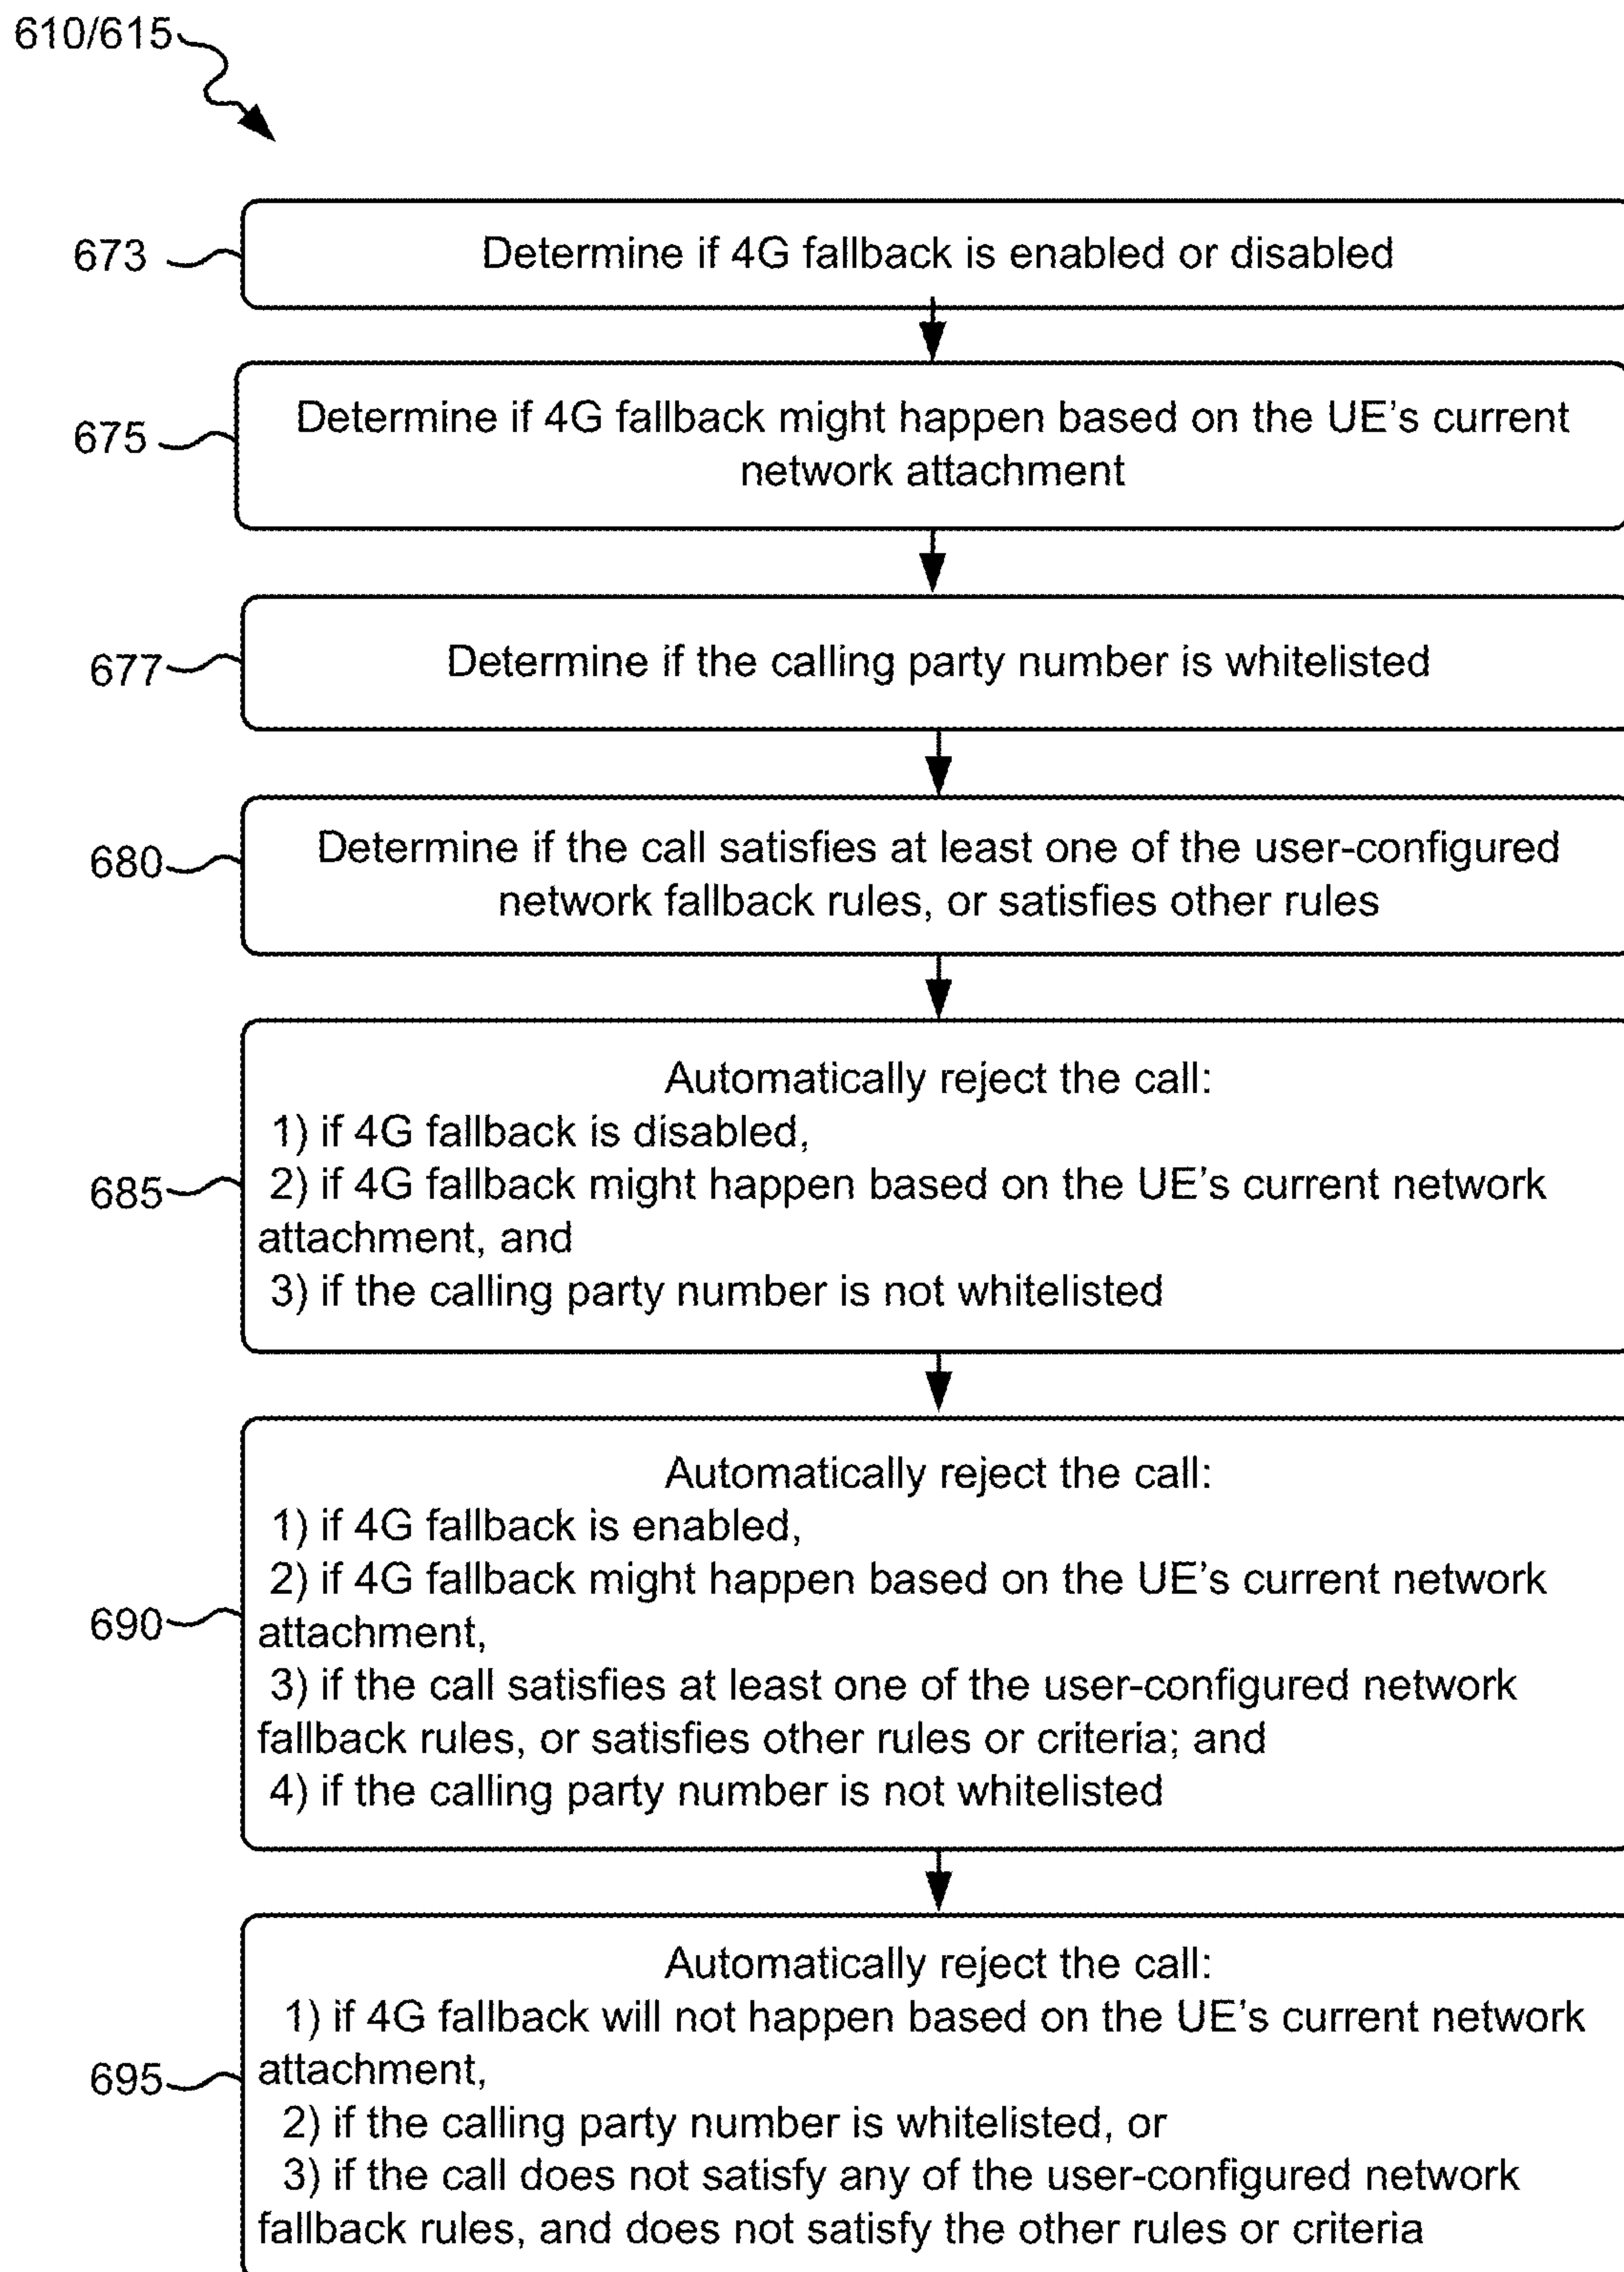 610/615
673
Determine if 4G fallback is enabled or disabled
675
Determine if 4G fallback might happen based on the UE's current
network attachment
677
Determine if the calling party number is whitelisted
680
Determine if the call satisfies at least one of the user-configured
network fallback rules, or satisfies other rules
685
Automatically reject the call:
1) if 4G fallback is disabled,
2) if 4G fallback might happen based on the UE's current network
attachment, and
3) if the calling party number is not whitelisted
690
Automatically reject the call:
1) if 4G fallback is enabled,
2) if 4G fallback might happen based on the UE's current network
attachment,
3) if the call satisfies at least one of the user-configured network
fallback rules, or satisfies other rules or criteria; and
4) if the calling party number is not whitelisted
695
Automatically reject the call:
1) if 4G fallback will not happen based on the UE's current network
attachment,
2) if the calling party number is whitelisted, or
3) if the call does not satisfy any of the user-configured network
fallback rules, and does not satisfy the other rules or criteria